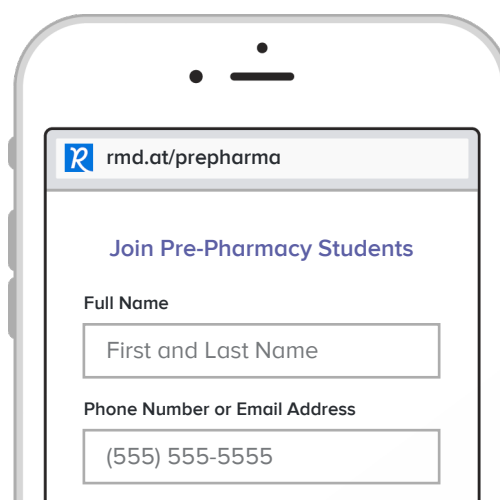 rmd.at/prepharma
Join Pre-Pharmacy Students
Full Name
First and Last Name
Phone Number or Email Address
(555) 555-5555